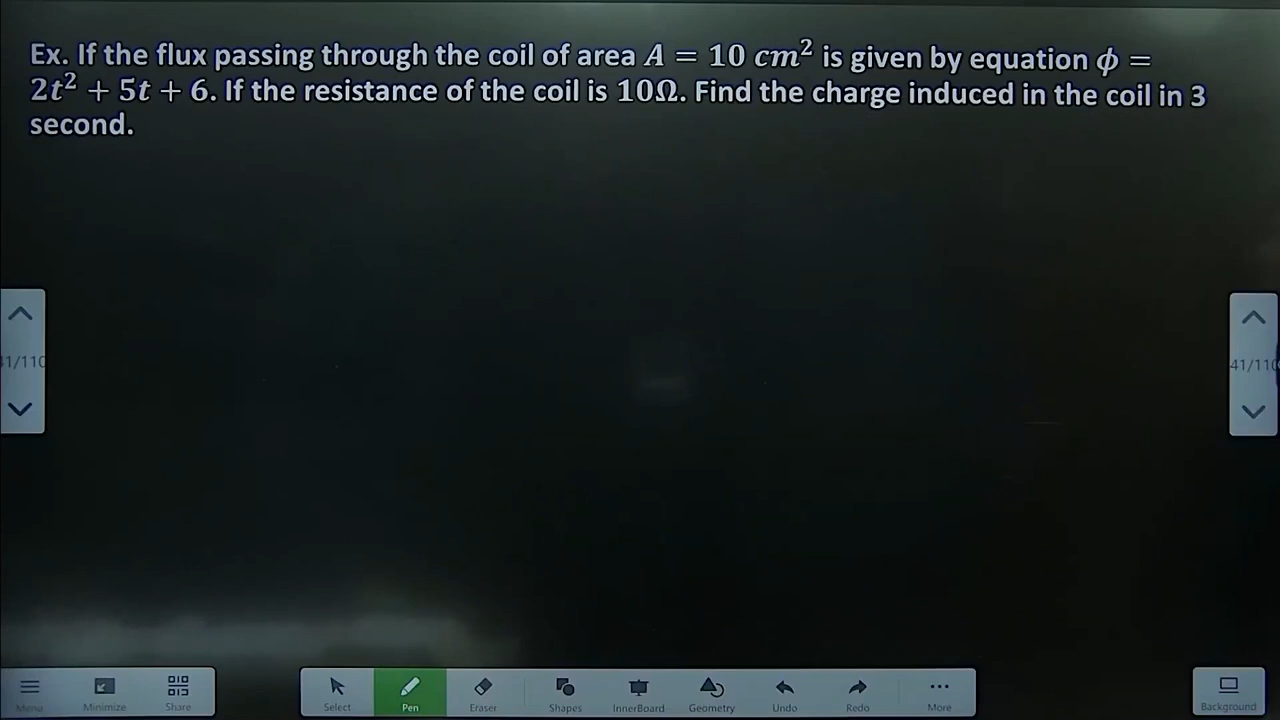 Ex. If the flux passing through the coil of area A = 10 cm² is given by equation ϕ =
2t² + 5t + 6. If the resistance of the coil is 10Ω. Find the charge induced in the coil in 3
second.
41/110
41/110
Menu
Minimize
Share
Select
Pen
Eraser
Shapes
InnerBoard
Geometry
Undo
Redo
More
Background